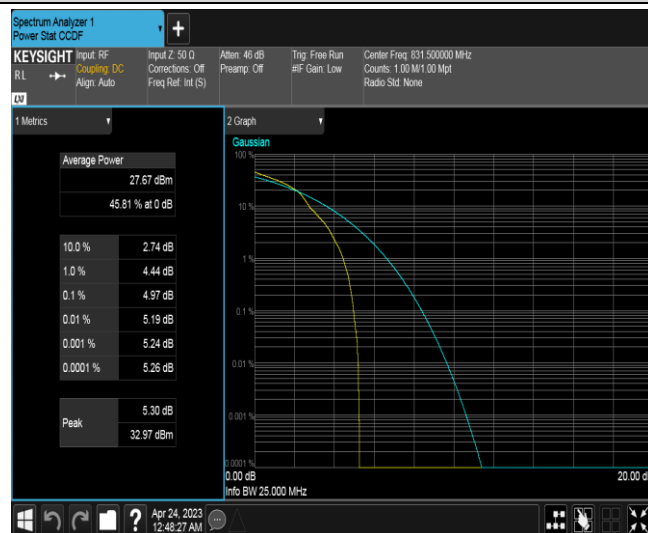 Spectrum Analyzer 1
Power Stat CCDF
+
KEYSIGHT
Input: RF
Input Z: 50 Ω
Atten: 46 dB
Trig: Free Run
Center Freq: 831.500000 MHz
RL
Coupling: DC
Corrections: Off
Preamp: Off
#IF Gain: Low
Counts: 1.00 M/1.00 Mpt
Align: Auto
Freq Ref: Int (S)
Radio Std: None
LXI
1 Metrics
2 Graph
Average Power
27.67 dBm
45.81 % at 0 dB
10.0 % 2.74 dB
1.0 % 4.44 dB
0.1 % 4.97 dB
0.01 % 5.19 dB
0.001 % 5.24 dB
0.0001 % 5.26 dB
Peak
5.30 dB
32.97 dBm
Gaussian
100 %
10 %
1 %
0.1 %
0.01 %
0.001 %
0.0001 %
0.00 dB
20.00 d
Info BW 25.000 MHz
?
Apr 24, 2023
12:48:27 AM